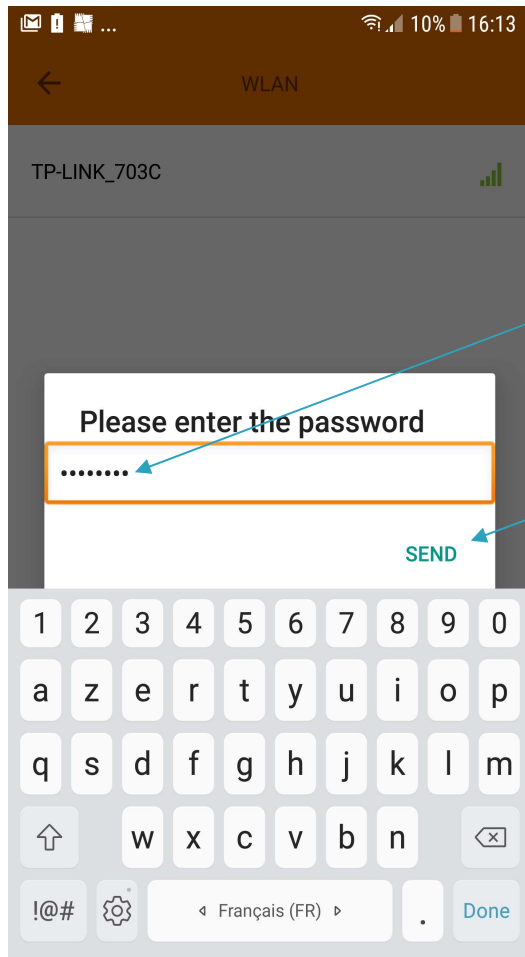 ... 10% 16:13
WLAN
TP-LINK_703C
Please enter the password
••••••••
SEND
1 2 3 4 5 6 7 8 9 0
a z e r t y u i o p
q s d f g h j k l m
w x c v b n
!@# Français (FR) . Done